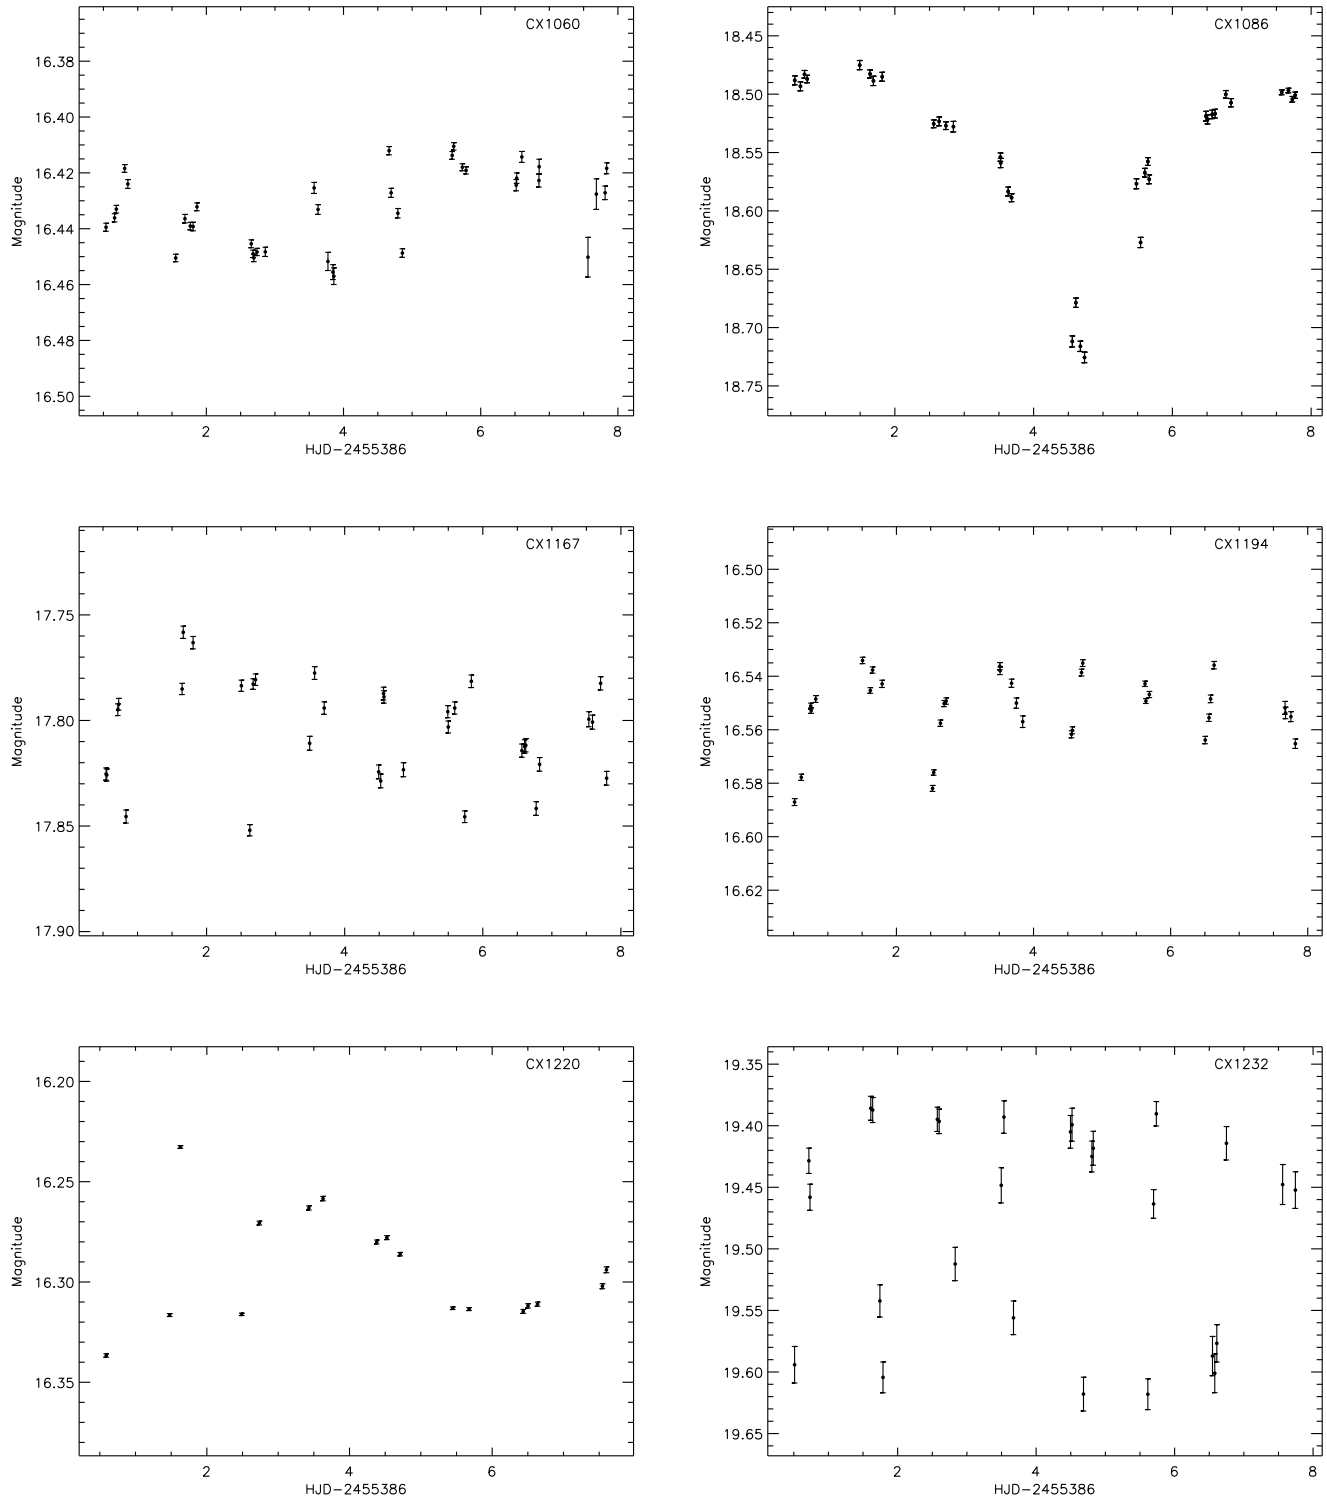 CX1060
16.38
16.40
16.42
16.44
16.46
16.48
16.50
Magnitude
2 4 6 8
HJD-2455386
CX1086
18.45
18.50
18.55
18.60
18.65
18.70
18.75
Magnitude
2 4 6 8
HJD-2455386
CX1167
17.75
17.80
17.85
17.90
Magnitude
2 4 6 8
HJD-2455386
CX1194
16.50
16.52
16.54
16.56
16.58
16.60
16.62
Magnitude
2 4 6 8
HJD-2455386
CX1220
16.20
16.25
16.30
16.35
Magnitude
2 4 6
HJD-2455386
CX1232
19.35
19.40
19.45
19.50
19.55
19.60
19.65
Magnitude
2 4 6 8
HJD-2455386